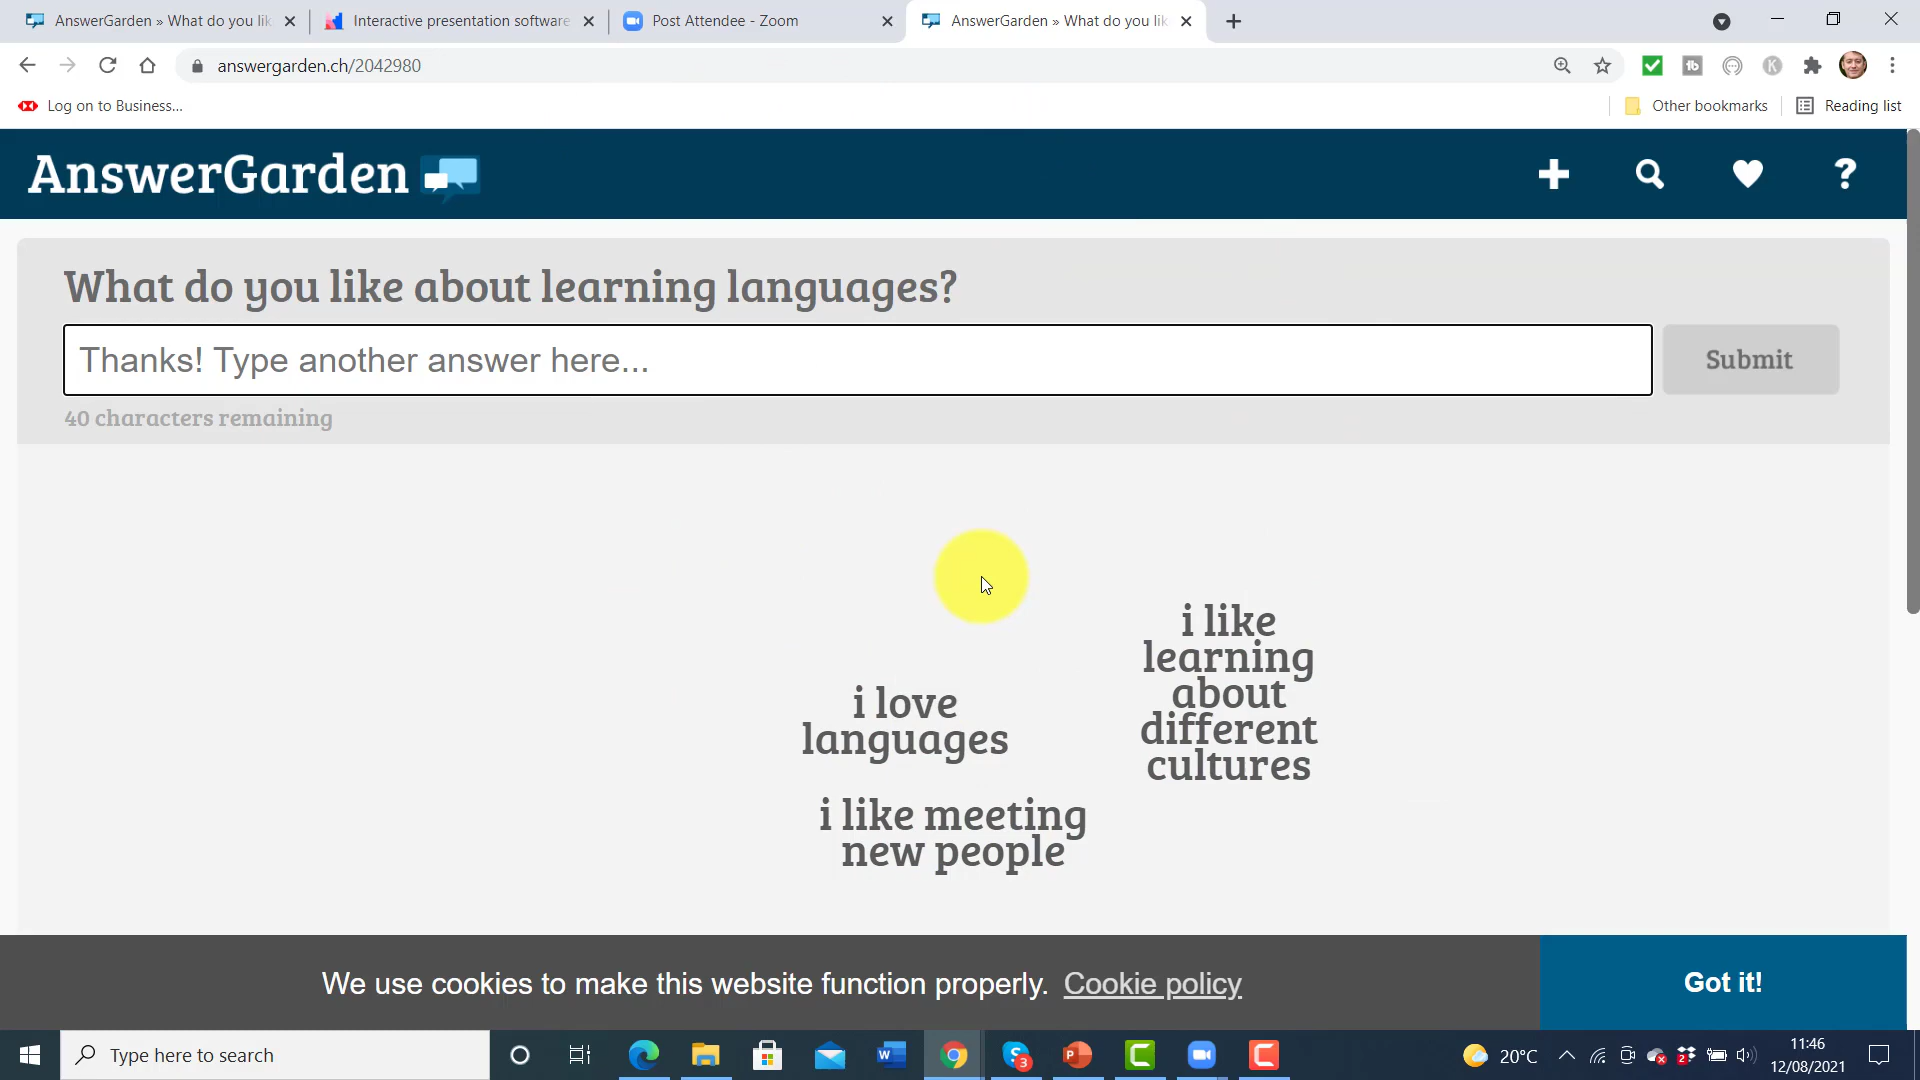 AnswerGarden » What do you lik
Interactive presentation software
Post Attendee - Zoom
AnswerGarden » What do you lik
answergarden.ch/2042980
Log on to Business...
Other bookmarks
Reading list
AnswerGarden
What do you like about learning languages?
Thanks! Type another answer here...
Submit
40 characters remaining
i like
learning
about
different
cultures
i love
languages
i like meeting
new people
We use cookies to make this website function properly. Cookie policy
Got it!
Type here to search
20°C
11:46
12/08/2021